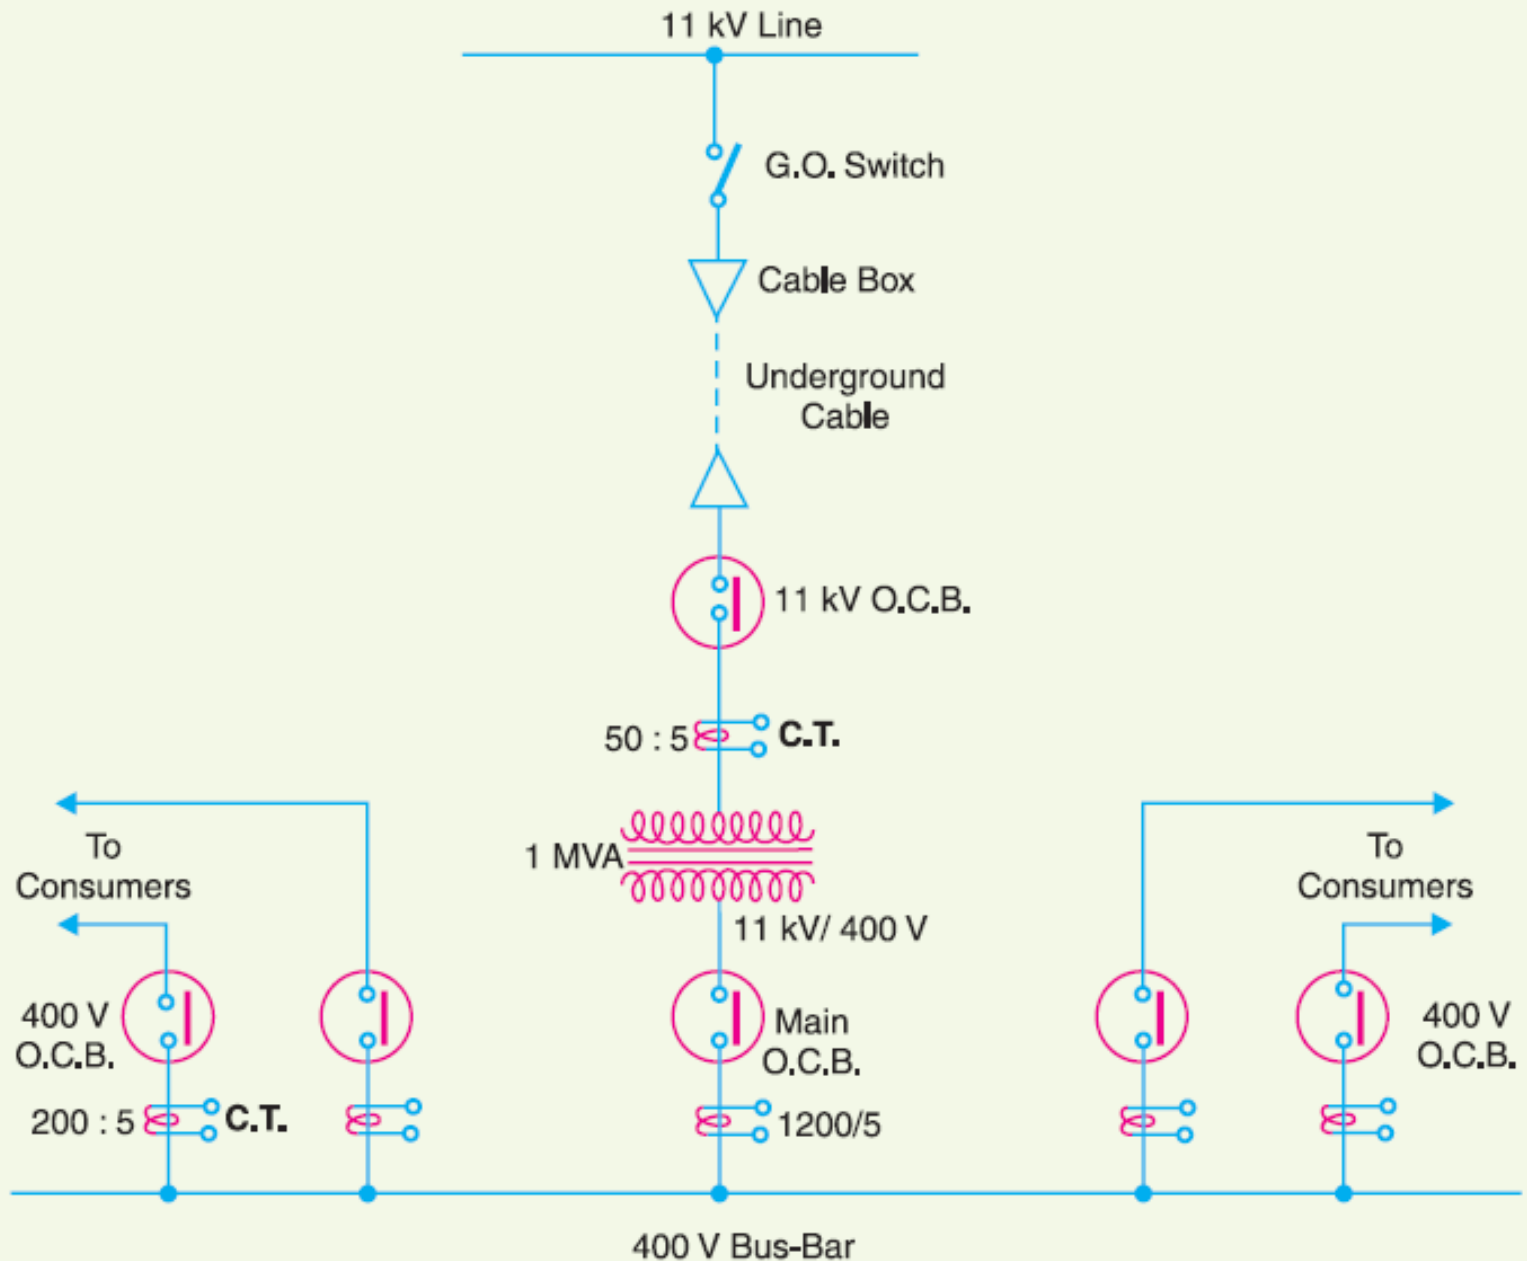 11 kV Line
G.O. Switch
Cable Box
Underground
Cable
11 kV O.C.B.
50 : 5
C.T.
To
Consumers
1 MVA
To
Consumers
11 kV/ 400 V
400 V
O.C.B.
Main
O.C.B.
400 V
O.C.B.
200 : 5
C.T.
1200/5
400 V Bus-Bar